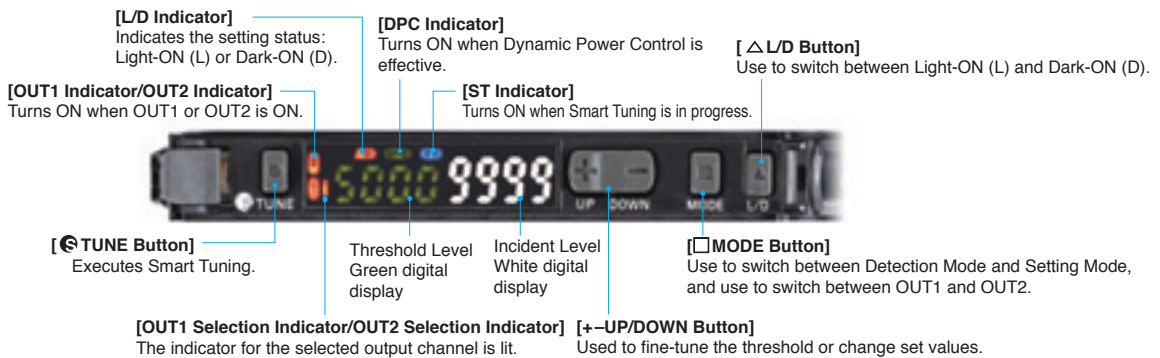 [L/D Indicator]
Indicates the setting status:
Light-ON (L) or Dark-ON (D).
[DPC Indicator]
Turns ON when Dynamic Power Control is
effective.
[△L/D Button]
Use to switch between Light-ON (L) and Dark-ON (D).
[OUT1 Indicator/OUT2 Indicator]
Turns ON when OUT1 or OUT2 is ON.
[ST Indicator]
Turns ON when Smart Tuning is in progress.
TUNE
5000 9999
UP DOWN
MODE
L/D
[S TUNE Button]
Executes Smart Tuning.
Threshold Level
Green digital
display
Incident Level
White digital
display
[□MODE Button]
Use to switch between Detection Mode and Setting Mode,
and use to switch between OUT1 and OUT2.
[OUT1 Selection Indicator/OUT2 Selection Indicator]
The indicator for the selected output channel is lit.
[+−UP/DOWN Button]
Used to fine-tune the threshold or change set values.